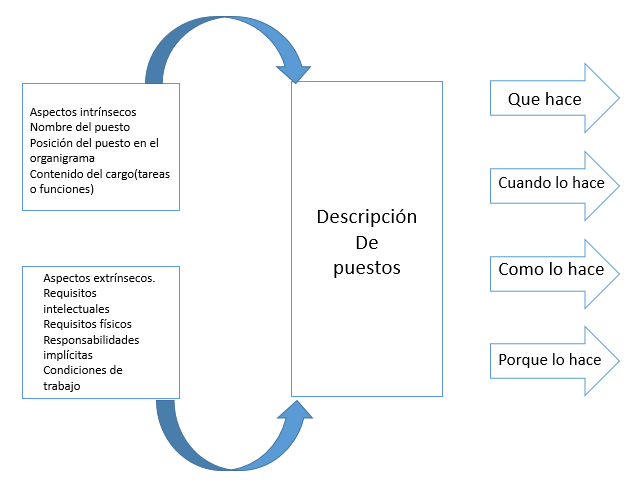 Aspectos intrínsecos
Nombre del puesto
Posición del puesto en el
organigrama
Contenido del cargo(tareas
o funciones)
Aspectos extrínsecos.
Requisitos
intelectuales
Requisitos físicos
Responsabilidades
implícitas
Condiciones de
trabajo
Descripción
De
puestos
Que hace
Cuando lo hace
Como lo hace
Porque lo hace